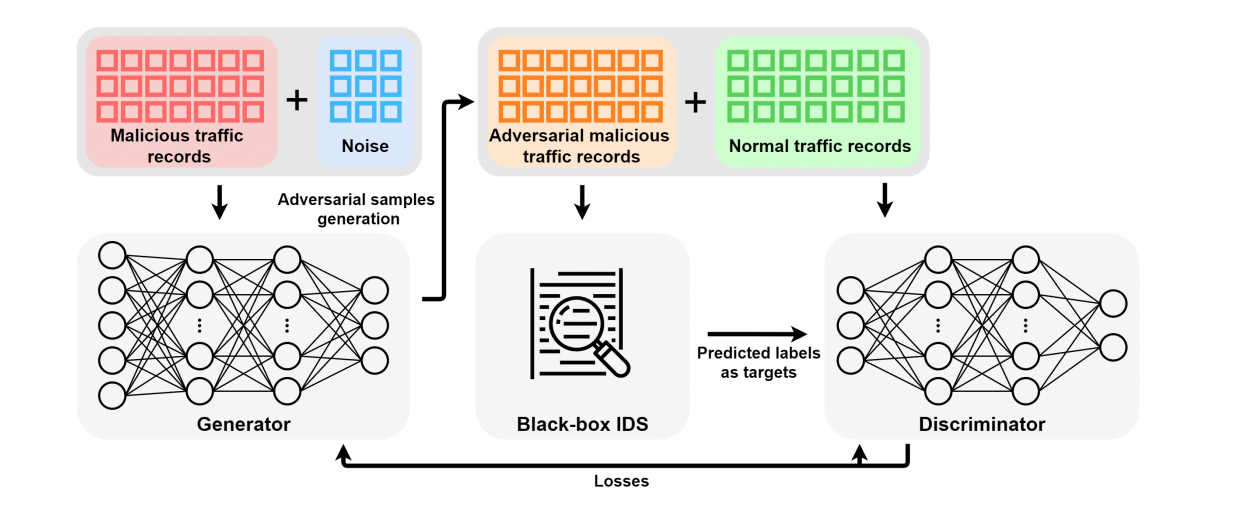 Malicious traffic
records
+
Noise
Adversarial malicious
traffic records
+
Normal traffic records
Adversarial samples
generation
Generator
Black-box IDS
Predicted labels
as targets
Discriminator
Losses